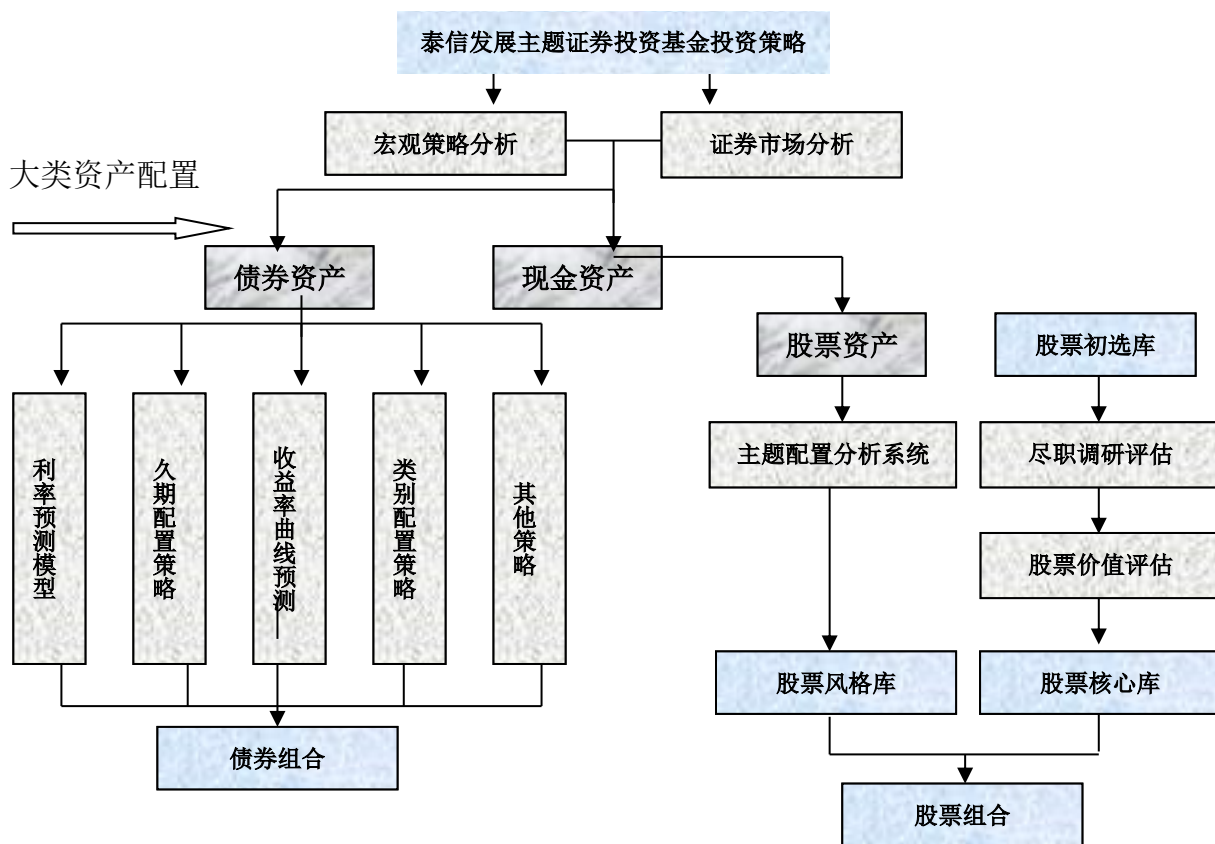 泰信发展主题证券投资基金投资策略
宏观策略分析
证券市场分析
大类资产配置
债券资产
现金资产
股票资产
股票初选库
利率预测模型
久期配置策略
收益率曲线预测
类别配置策略
其他策略
主题配置分析系统
尽职调研评估
股票价值评估
股票风格库
股票核心库
债券组合
股票组合